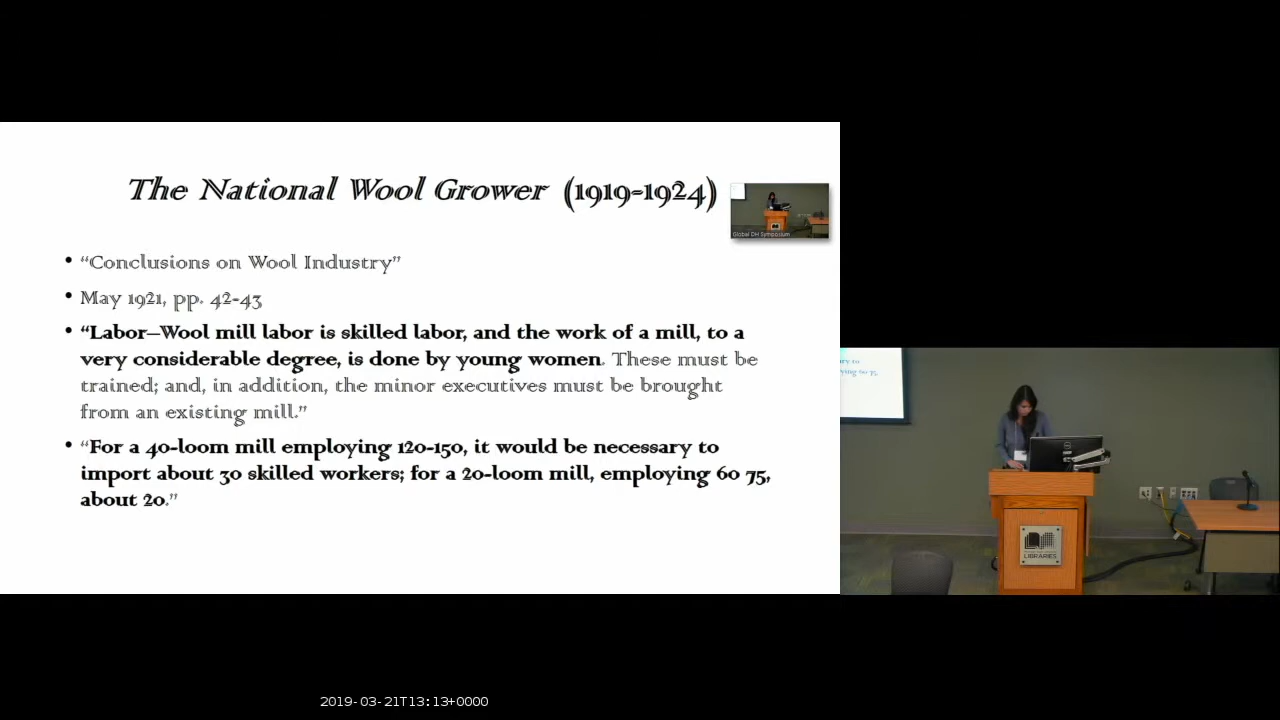 The National Wool Grower (1919-1924)
Global DH Symposium
• “Conclusions on Wool Industry”
• May 1921, pp. 42-43
• “Labor—Wool mill labor is skilled labor, and the work of a mill, to a
very considerable degree, is done by young women. These must be
trained; and, in addition, the minor executives must be brought
from an existing mill.”
• “For a 40-loom mill employing 120-150, it would be necessary to
import about 30 skilled workers; for a 20-loom mill, employing 60 75,
about 20.”
LIBRARIES
2019-03-21T13:13+0000